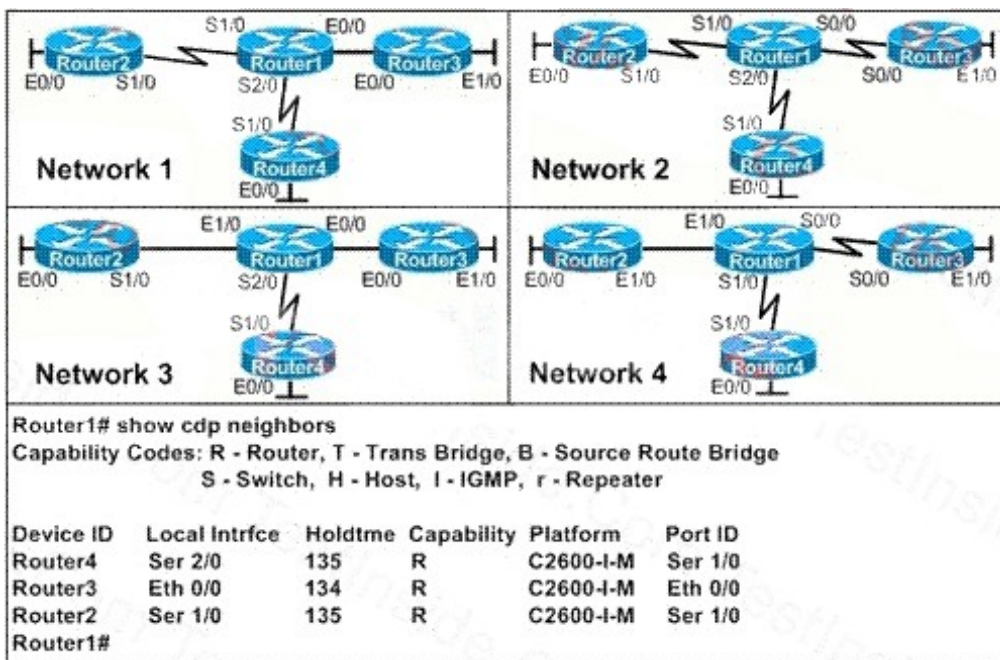 S1/0 E0/0
Router2 Router1 Router3
E0/0 S1/0 S2/0 E0/0 E1/0
S1/0
Router4
E0/0
Network 1
S1/0 S0/0
Router2 Router1 Router3
E0/0 S1/0 S2/0 S0/0 E1/0
S1/0
Router4
E0/0
Network 2
E1/0 E0/0
Router2 Router1 Router3
E0/0 S1/0 S2/0 E0/0 E1/0
S1/0
Router4
E0/0
Network 3
E1/0 S0/0
Router2 Router1 Router3
E0/0 E1/0 S1/0 S0/0 E1/0
S1/0
Router4
E0/0
Network 4
Router1# show cdp neighbors
Capability Codes: R - Router, T - Trans Bridge, B - Source Route Bridge
S - Switch, H - Host, I - IGMP, r - Repeater
Device ID Local Intrfce Holdtme Capability Platform Port ID
Router4 Ser 2/0 135 R C2600-I-M Ser 1/0
Router3 Eth 0/0 134 R C2600-I-M Eth 0/0
Router2 Ser 1/0 135 R C2600-I-M Ser 1/0
Router1#